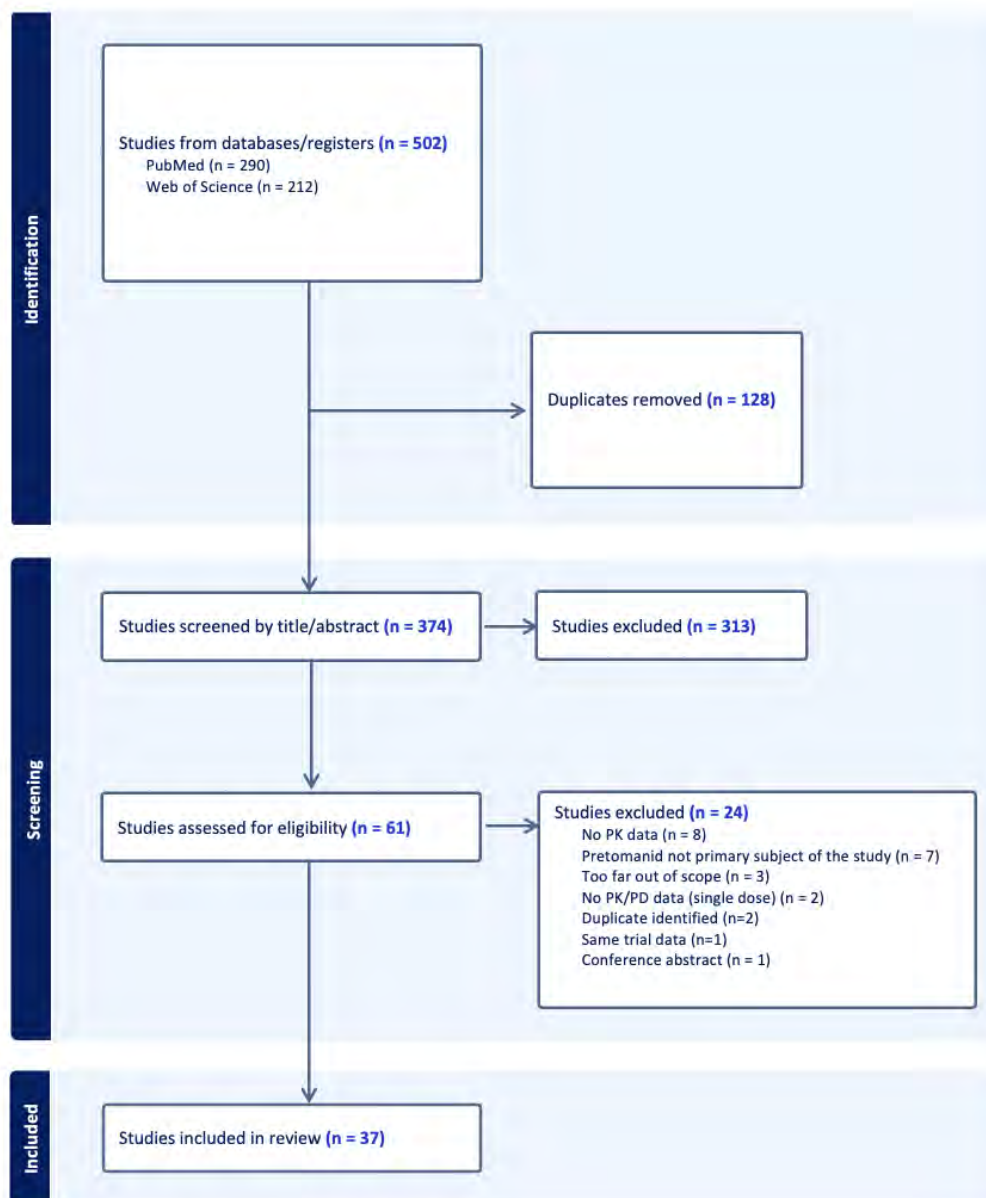 Identification
Studies from databases/registers (n = 502)
PubMed (n = 290)
Web of Science (n = 212)
Duplicates removed (n = 128)
Screening
Studies screened by title/abstract (n = 374)
Studies excluded (n = 313)
Studies assessed for eligibility (n = 61)
Studies excluded (n = 24)
No PK data (n = 8)
Pretomanid not primary subject of the study (n = 7)
Too far out of scope (n = 3)
No PK/PD data (single dose) (n = 2)
Duplicate identified (n=2)
Same trial data (n=1)
Conference abstract (n = 1)
Included
Studies included in review (n = 37)